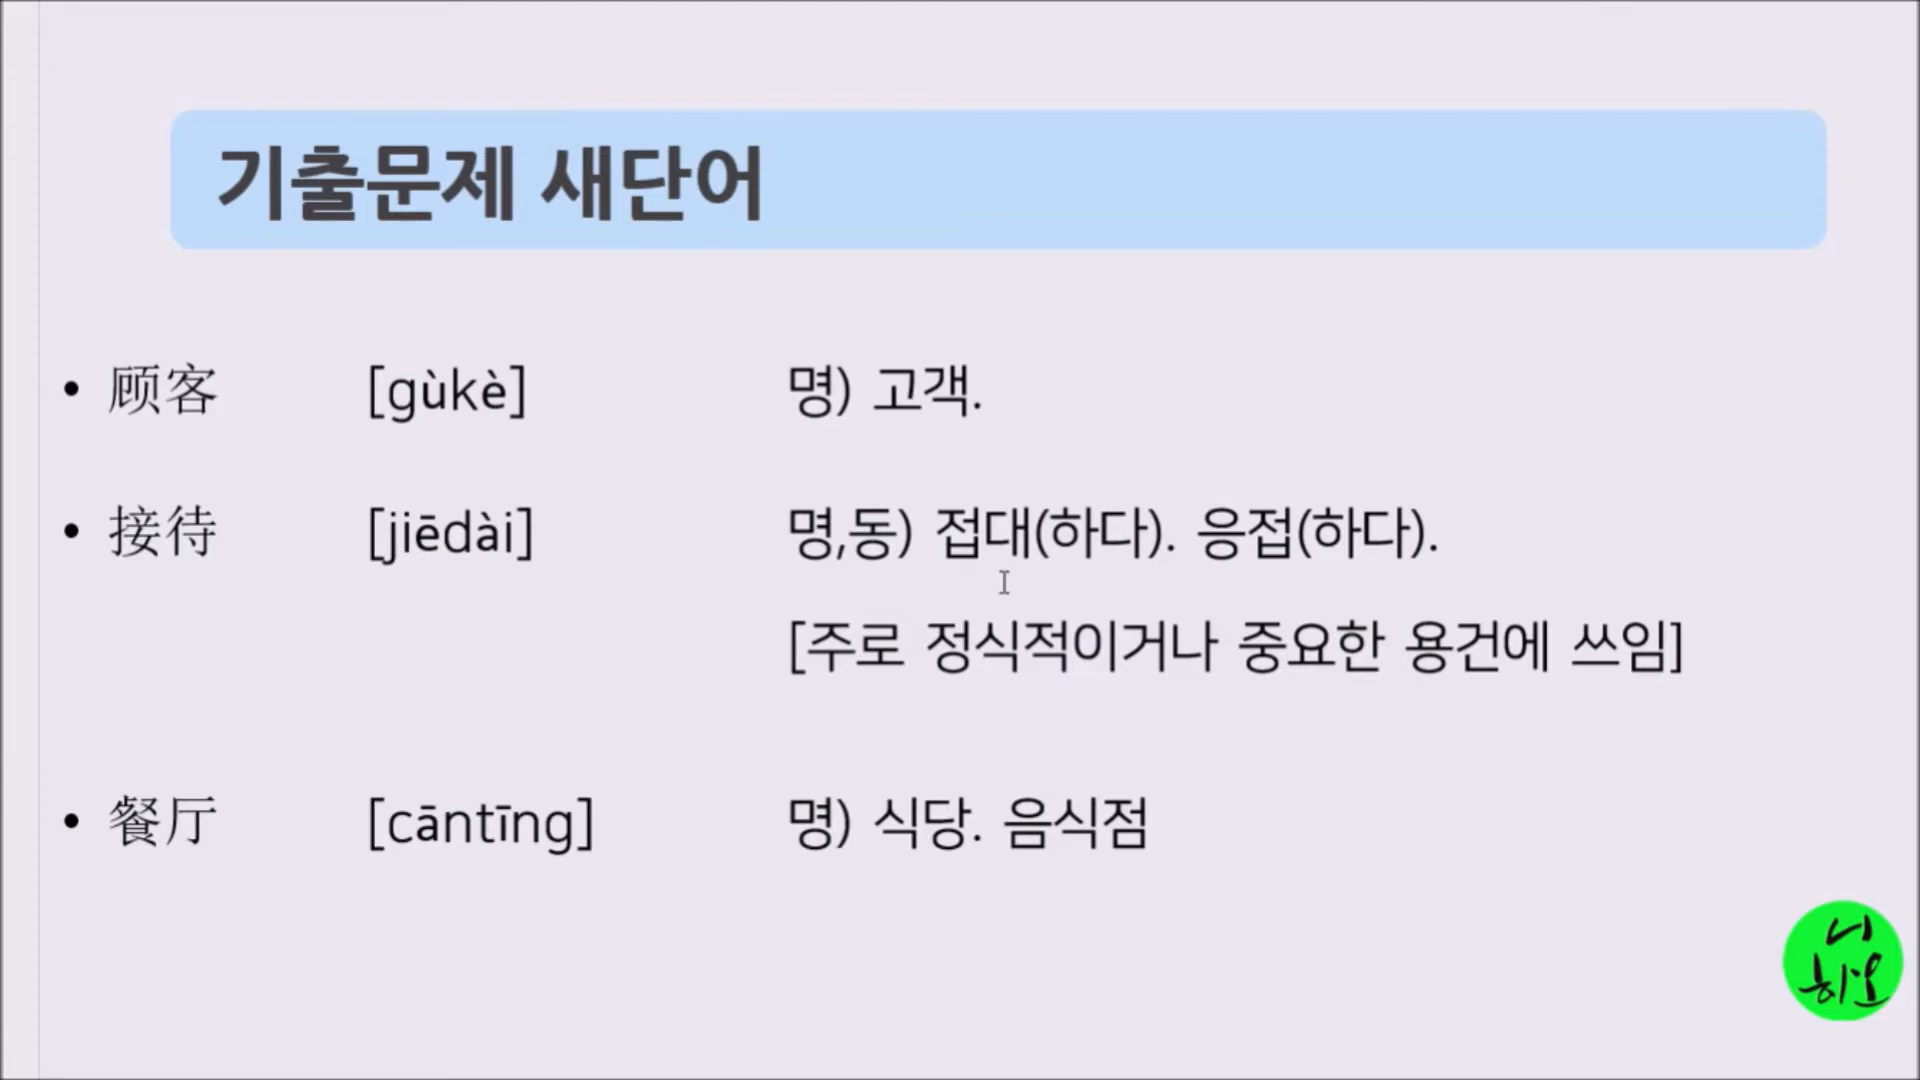 기출문제 새단어
• 顾客 [gùkè] 명) 고객.
• 接待 [jiēdài] 명,동) 접대(하다). 응접(하다).
[주로 정식적이거나 중요한 용건에 쓰임]
• 餐厅 [cāntīng] 명) 식당. 음식점
니
하오